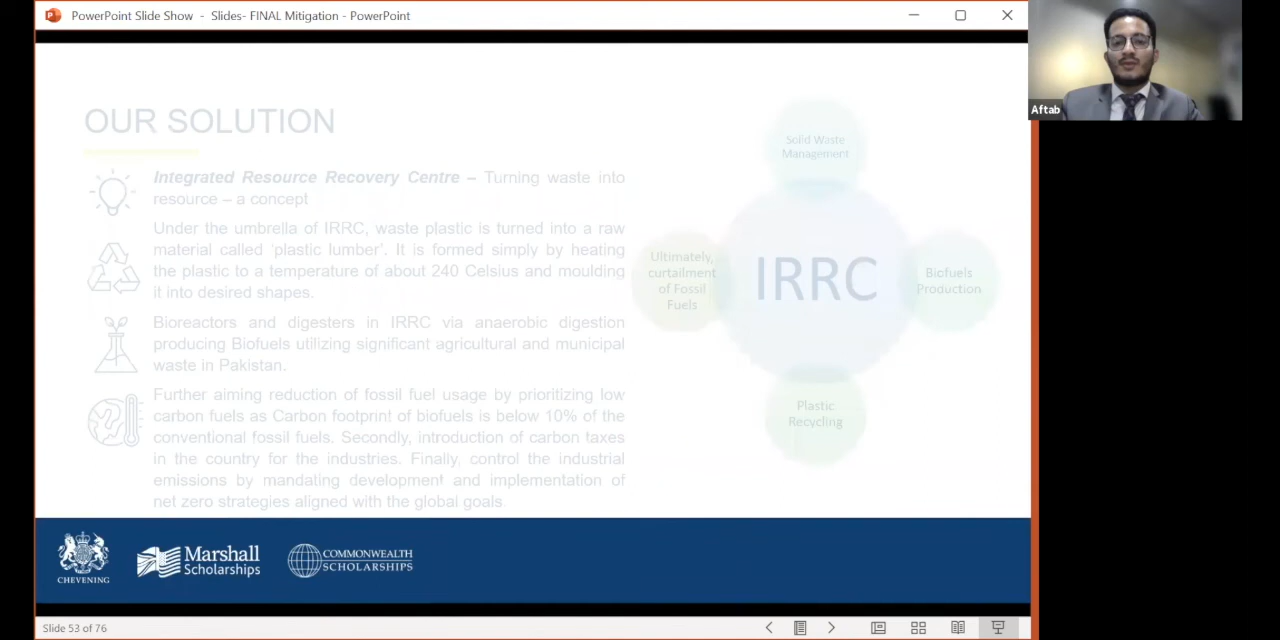 PowerPoint Slide Show - Slides- FINAL Mitigation - PowerPoint
Aftab
OUR SOLUTION
Integrated Resource Recovery Centre – Turning waste into
resource – a concept
Under the umbrella of IRRC, waste plastic is turned into a raw
material called ‘plastic lumber’. It is formed simply by heating
the plastic to a temperature of about 240 Celsius and moulding
it into desired shapes.
Bioreactors and digesters in IRRC via anaerobic digestion
producing Biofuels utilizing significant agricultural and municipal
waste in Pakistan.
Further aiming reduction of fossil fuel usage by prioritizing low
carbon fuels as Carbon footprint of biofuels is below 10% of the
conventional fossil fuels. Secondly, introduction of carbon taxes
in the country for the industries. Finally, control the industrial
emissions by mandating development and implementation of
net zero strategies aligned with the global goals.
Solid Waste
Management
Ultimately,
curtailment
of Fossil
Fuels
IRRC
Biofuels
Production
Plastic
Recycling
CHEVENING
Marshall
Scholarships
COMMONWEALTH
SCHOLARSHIPS
Slide 53 of 76